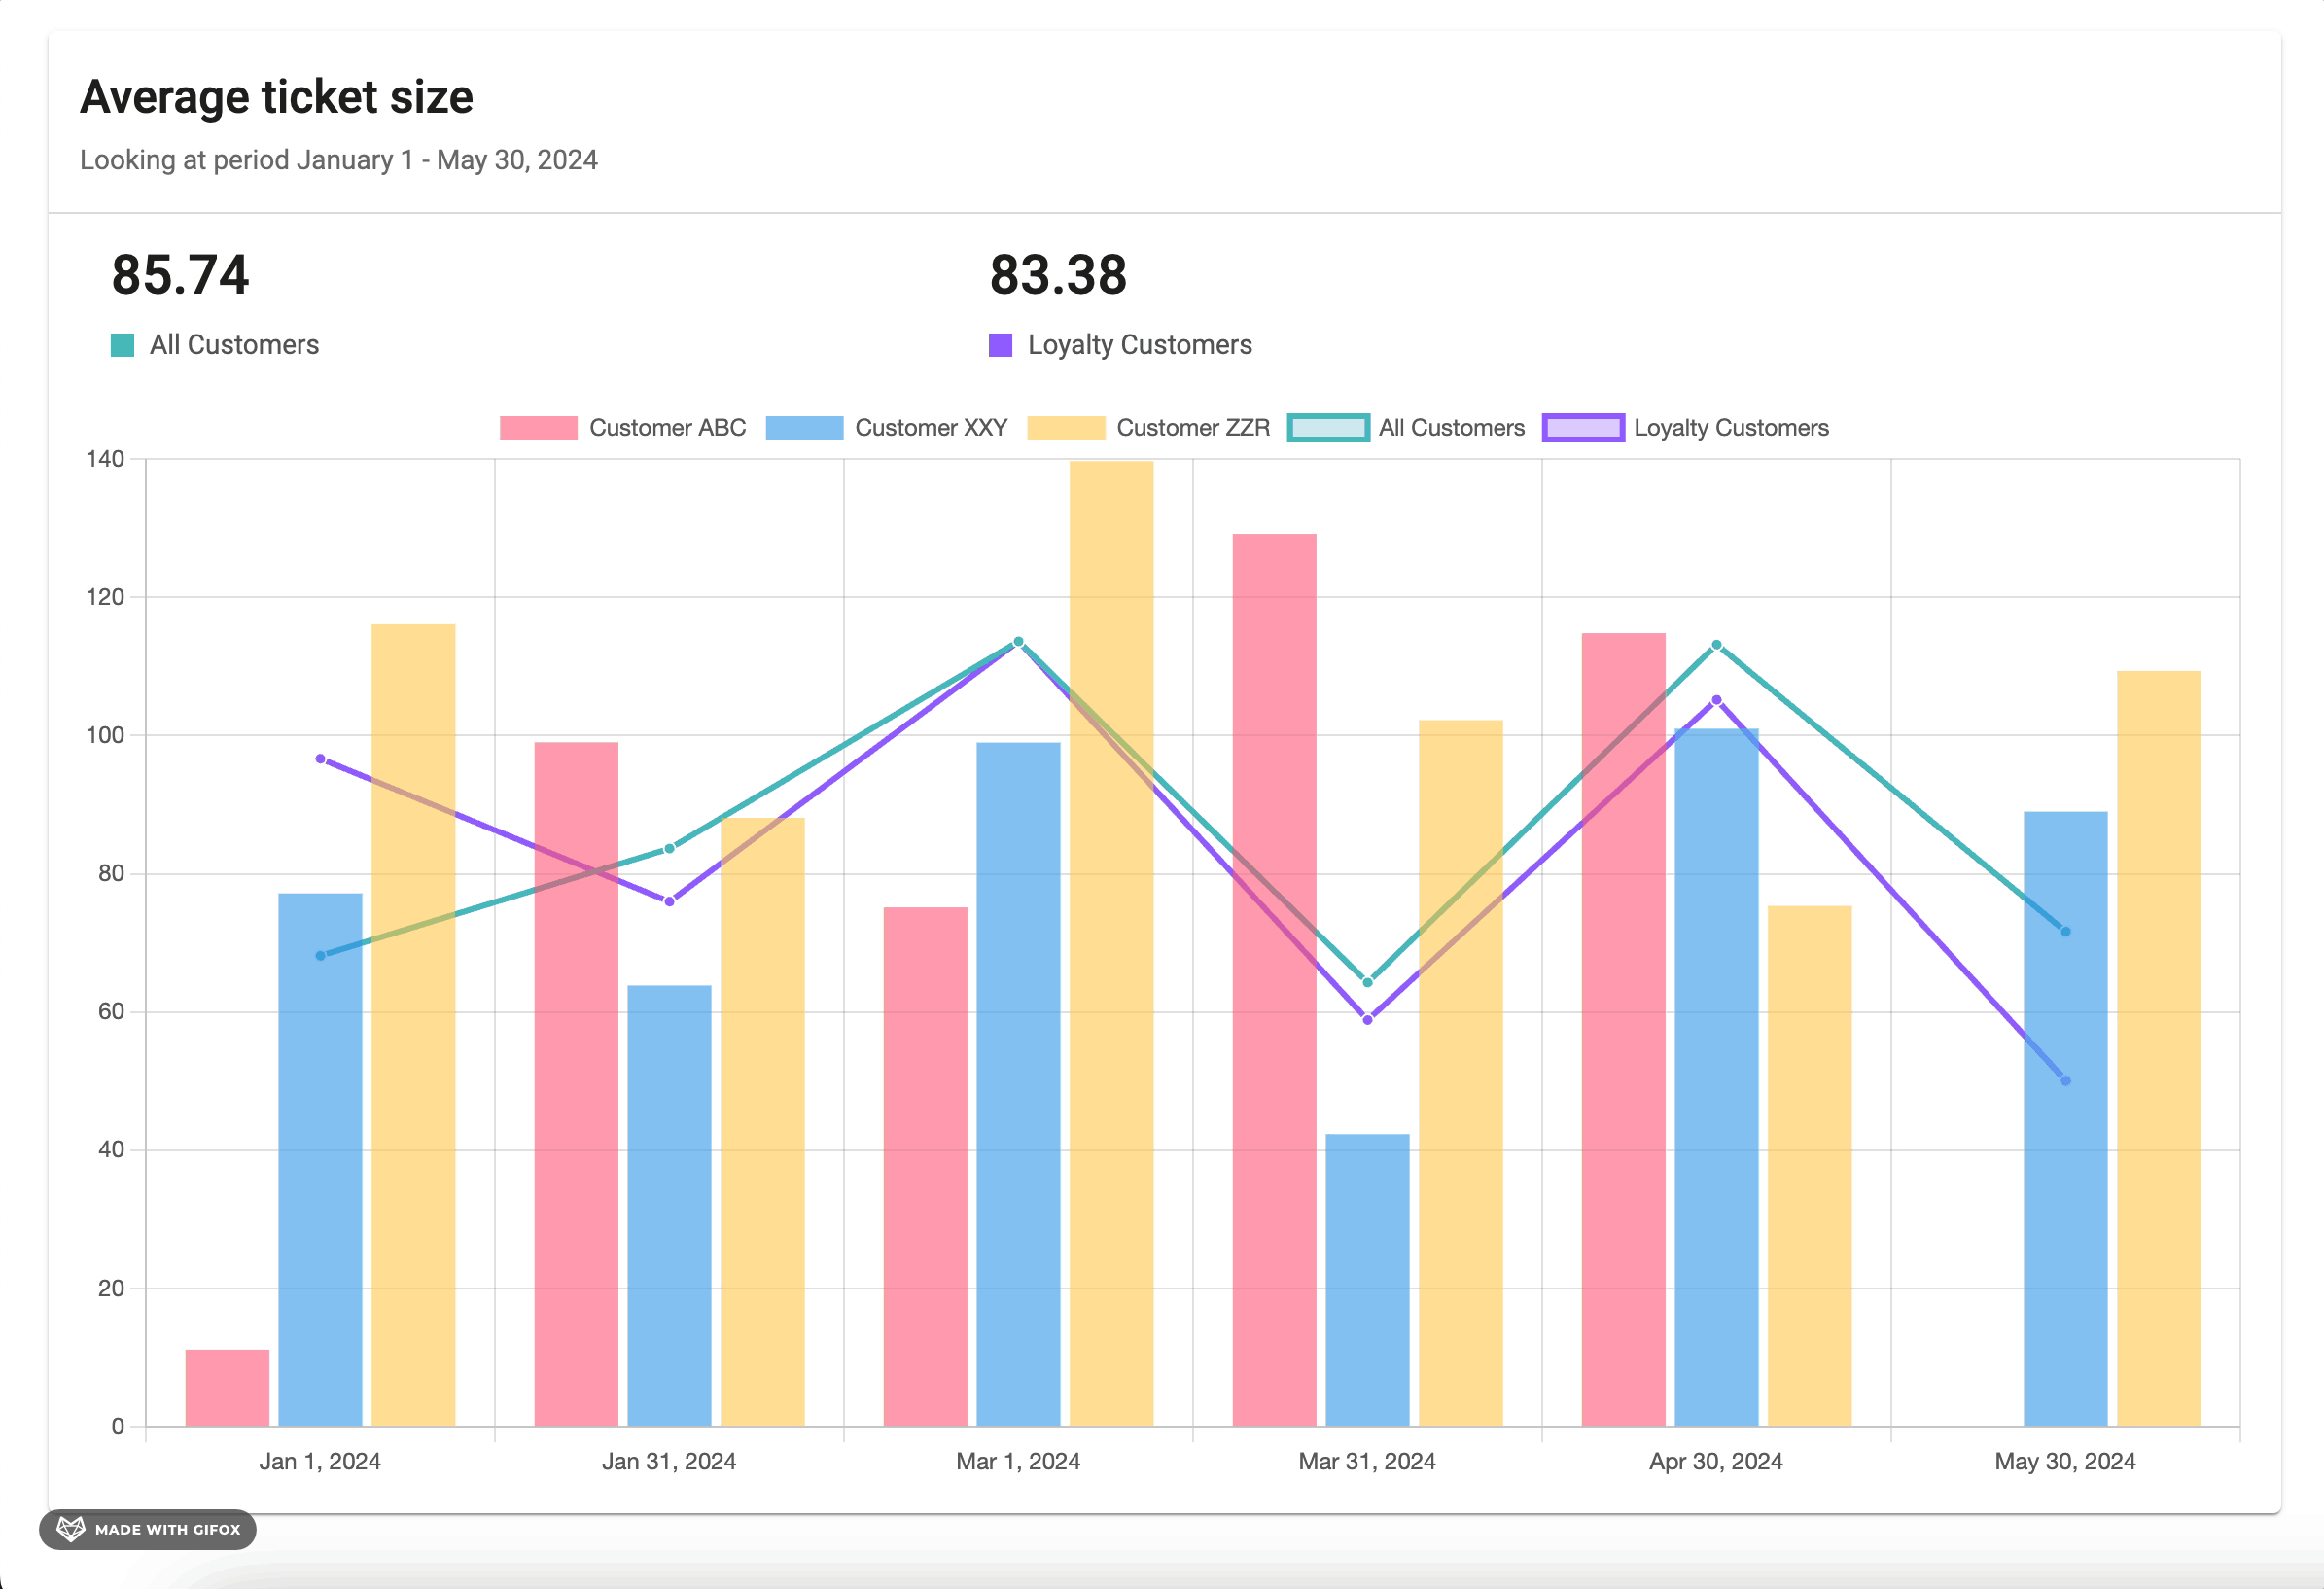 Average ticket size
Looking at period January 1 - May 30, 2024
85.74 83.38
All Customers Loyalty Customers
Customer ABC Customer XXY Customer ZZR All Customers Loyalty Customers
140
120
100
80
60
40
20
0
Jan 1, 2024 Jan 31, 2024 Mar 1, 2024 Mar 31, 2024 Apr 30, 2024 May 30, 2024
MADE WITH GIFOX